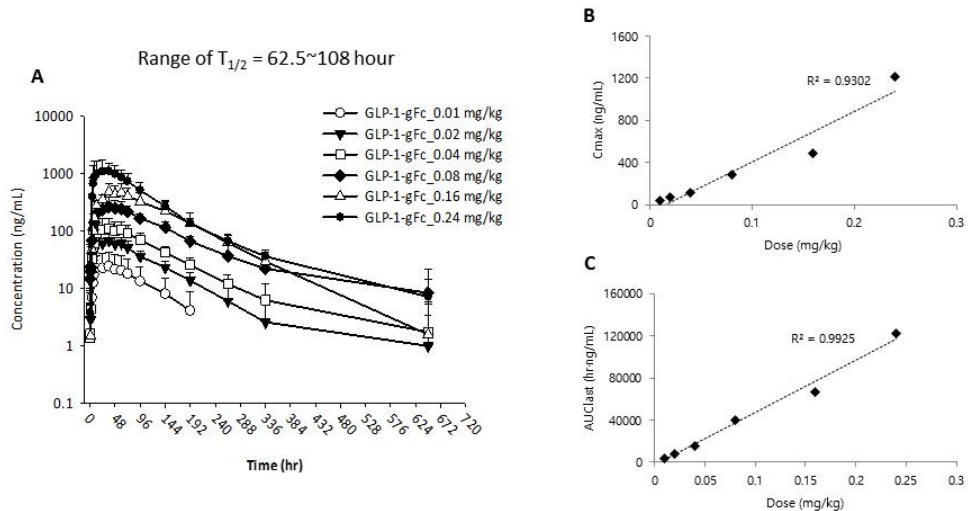 Range of T1/2 = 62.5~108 hour
A
GLP-1-gFc_0.01 mg/kg
GLP-1-gFc_0.02 mg/kg
GLP-1-gFc_0.04 mg/kg
GLP-1-gFc_0.08 mg/kg
GLP-1-gFc_0.16 mg/kg
GLP-1-gFc_0.24 mg/kg
Concentration (ng/mL)
10000
1000
100
10
1
0.1
0 48 96 144 192 240 288 336 384 432 480 528 576 624 672 720
Time (hr)
B
Cmax (ng/mL)
1600
1200
800
400
0
R² = 0.9302
0 0.1 0.2 0.3
Dose (mg/kg)
C
AUClast (hr·ng/mL)
160000
120000
80000
40000
0
R² = 0.9925
0 0.05 0.1 0.15 0.2 0.25 0.3
Dose (mg/kg)